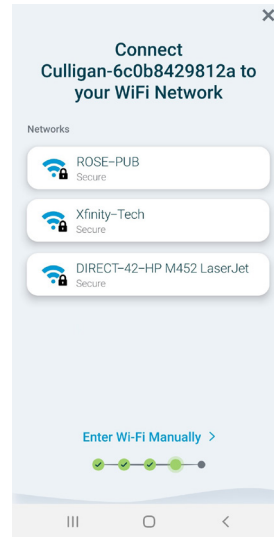 Connect
Culligan-6c0b8429812a to
your WiFi Network
Networks
ROSE-PUB
Secure
Xfinity-Tech
Secure
DIRECT-42-HP M452 LaserJet
Secure
Enter Wi-Fi Manually >